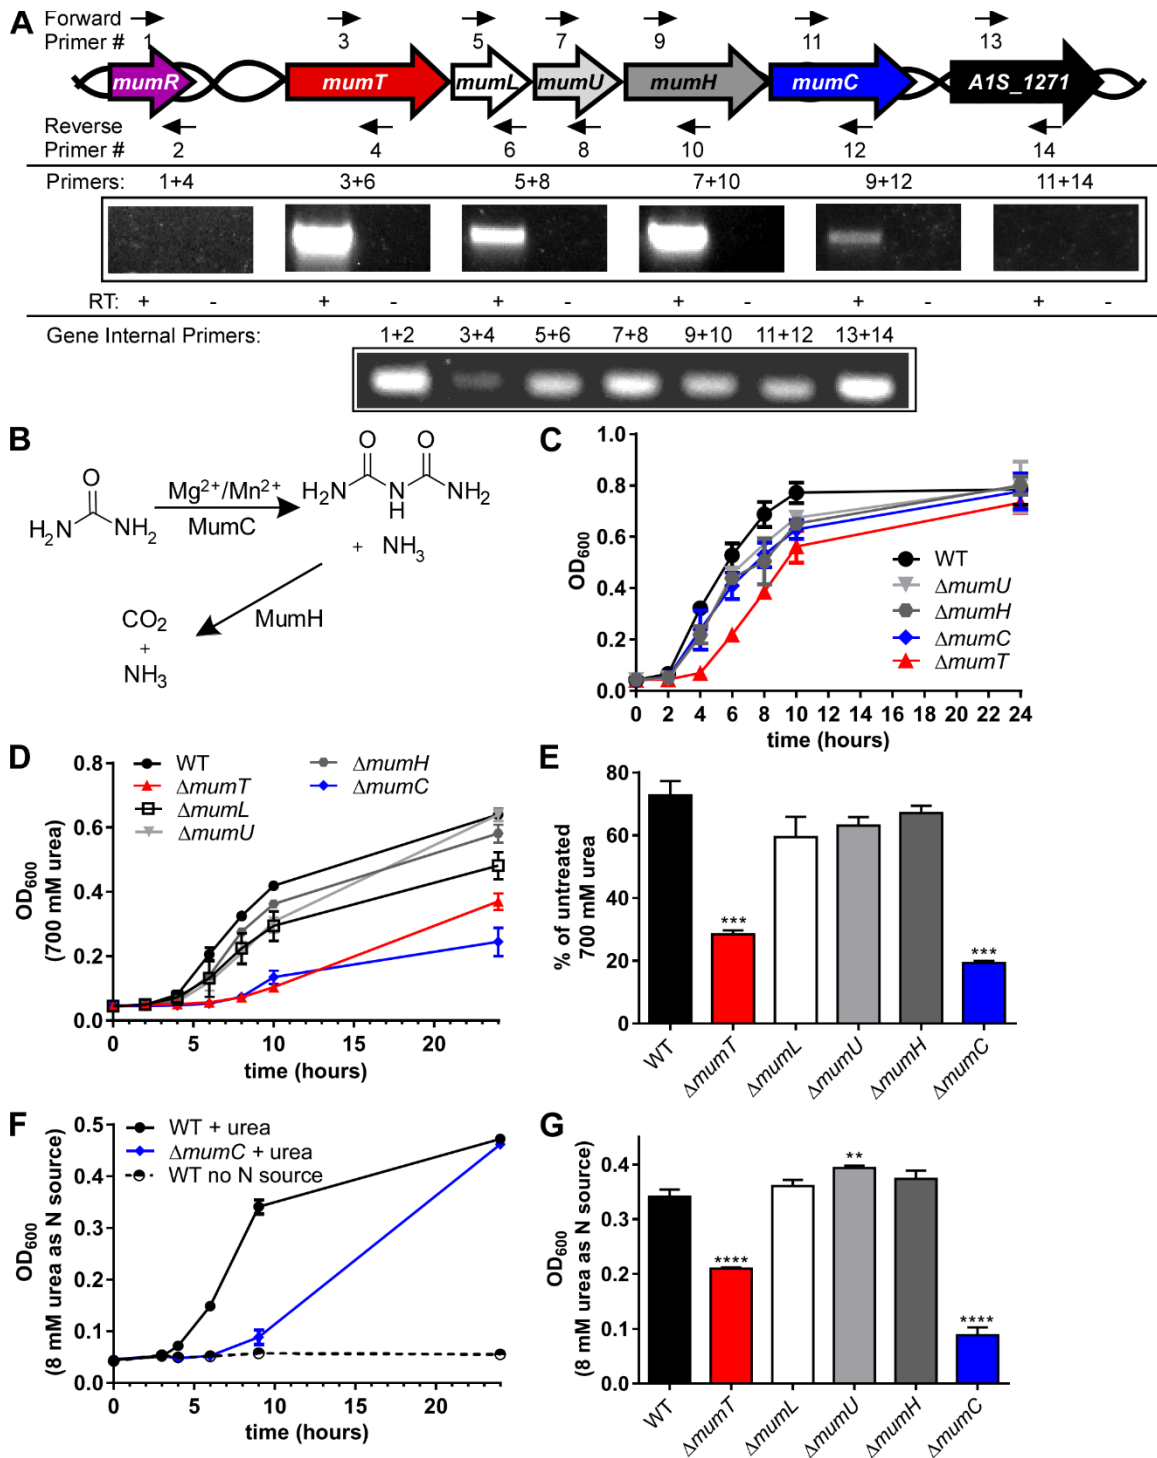 A
Forward
Primer # 1 3 5 7 9 11 13
mumR mumT mumL mumU mumH mumC A1S_1271
Reverse
Primer # 2 4 6 8 10 12 14
Primers: 1+4 3+6 5+8 7+10 9+12 11+14
RT: + - + - + - + - + - + -
Gene Internal Primers: 1+2 3+4 5+6 7+8 9+10 11+12 13+14
B
O
H₂N NH₂
Mg²⁺/Mn²⁺
MumC
O O
H₂N N NH₂
H
+ NH₃
MumH
CO₂
+
NH₃
C
OD₆₀₀
1.0
0.8
0.6
0.4
0.2
0.0
WT
ΔmumU
ΔmumH
ΔmumC
ΔmumT
0 2 4 6 8 10 12 14 16 18 20 22 24
time (hours)
D
WT
ΔmumT
ΔmumL
ΔmumU
ΔmumH
ΔmumC
OD₆₀₀
(700 mM urea)
0.8
0.6
0.4
0.2
0.0
0 5 10 15 20
time (hours)
E
% of untreated
700 mM urea
80
60
40
20
0
***
***
WT ΔmumT ΔmumL ΔmumU ΔmumH ΔmumC
F
WT + urea
ΔmumC + urea
WT no N source
OD₆₀₀
(8 mM urea as N source)
0.5
0.4
0.3
0.2
0.1
0.0
0 5 10 15 20
time (hours)
G
OD₆₀₀
(8 mM urea as N source)
0.4
0.3
0.2
0.1
0.0
****
**
****
WT ΔmumT ΔmumL ΔmumU ΔmumH ΔmumC